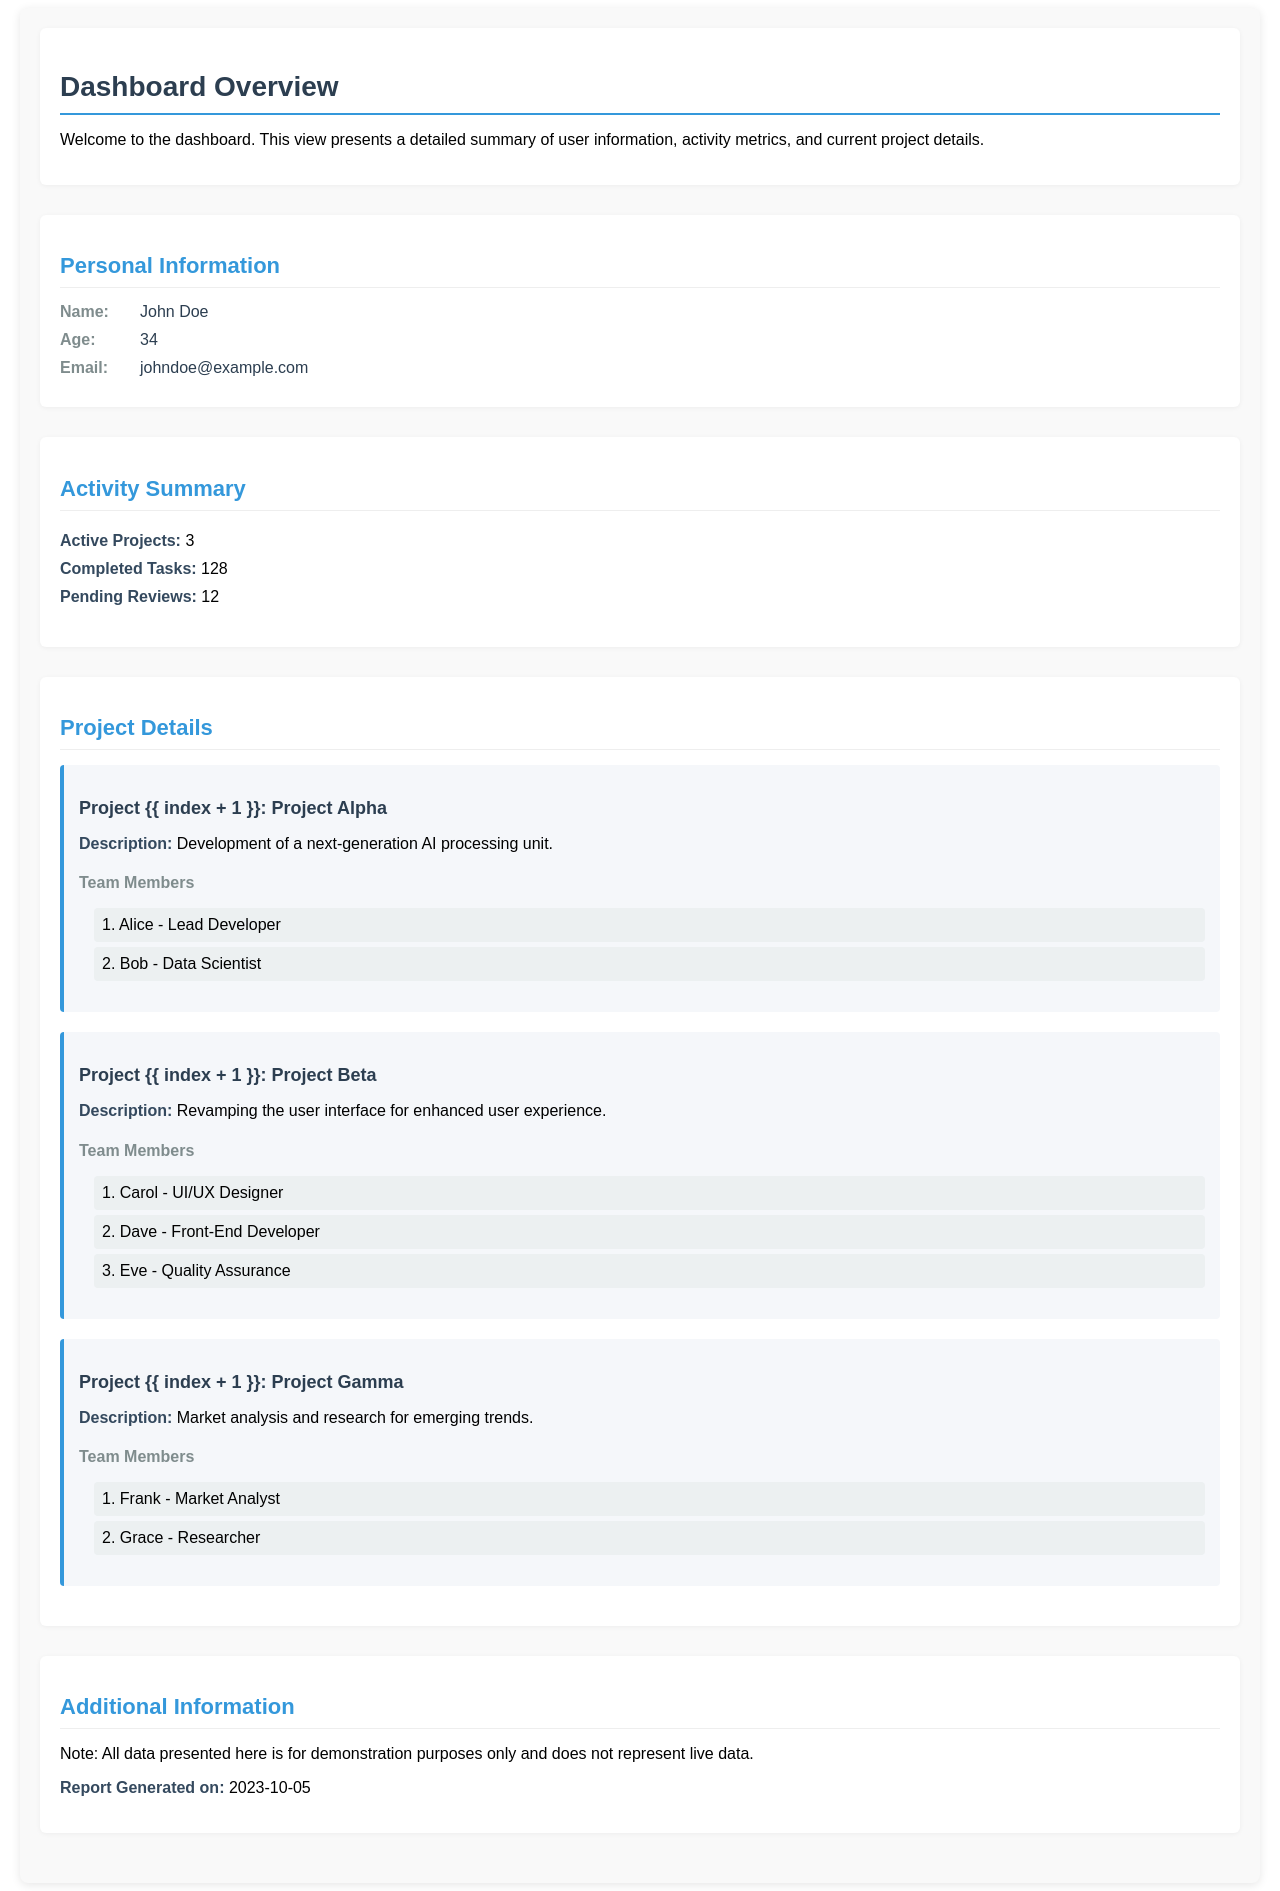 Dashboard Overview
Welcome to the dashboard. This view presents a detailed summary of user information, activity metrics, and current project details.
Personal Information
Name: John Doe
Age: 34
Email: johndoe@example.com
Activity Summary
Active Projects: 3
Completed Tasks: 128
Pending Reviews: 12
Project Details
Project {{ index + 1 }}: Project Alpha
Description: Development of a next-generation AI processing unit.
Team Members
1. Alice - Lead Developer
2. Bob - Data Scientist
Project {{ index + 1 }}: Project Beta
Description: Revamping the user interface for enhanced user experience.
Team Members
1. Carol - UI/UX Designer
2. Dave - Front-End Developer
3. Eve - Quality Assurance
Project {{ index + 1 }}: Project Gamma
Description: Market analysis and research for emerging trends.
Team Members
1. Frank - Market Analyst
2. Grace - Researcher
Additional Information
Note: All data presented here is for demonstration purposes only and does not represent live data.
Report Generated on: 2023-10-05